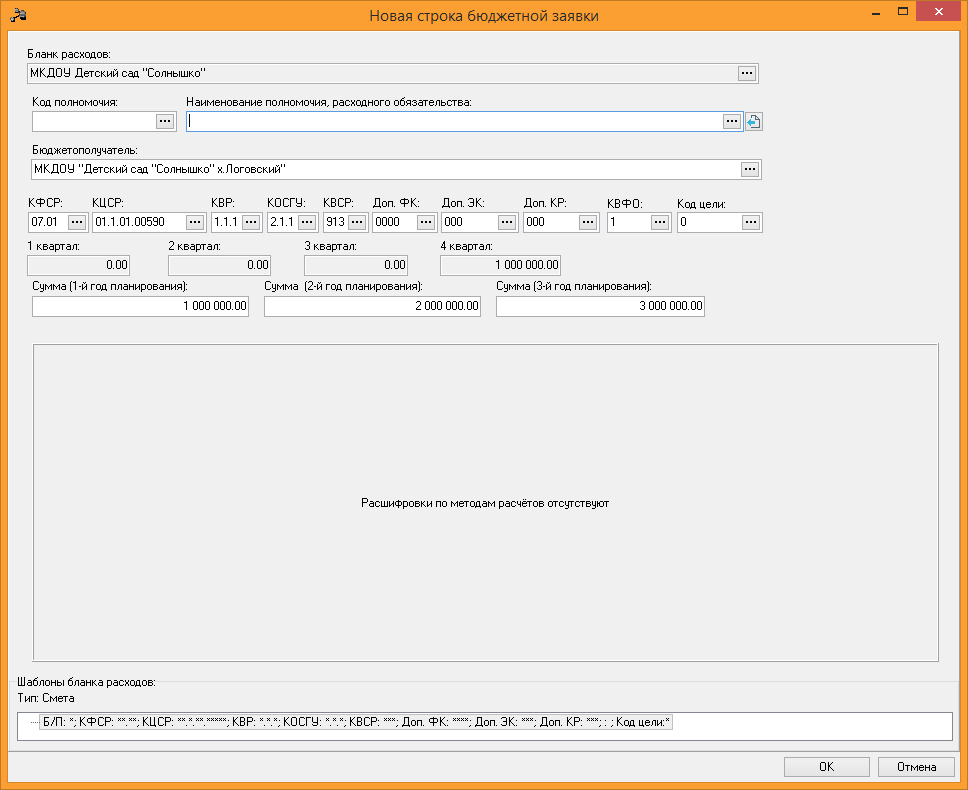 Новая строка бюджетной заявки
Бланк расходов:
МКДОУ Детский сад "Солнышко"
Код полномочия: Наименование полномочия, расходного обязательства:
Бюджетополучатель:
МКДОУ "Детский сад "Солнышко" х.Логовский"
КФСР: КЦСР: КВР: КОСГУ: КВСР: Доп. ФК: Доп. ЭК: Доп. КР: КВФО: Код цели:
07.01 01.1.01.00590 1.1.1 2.1.1 913 0000 000 000 1 0
1 квартал: 2 квартал: 3 квартал: 4 квартал:
0.00 0.00 0.00 1 000 000.00
Сумма (1-й год планирования): Сумма (2-й год планирования): Сумма (3-й год планирования):
1 000 000.00 2 000 000.00 3 000 000.00
Расшифровки по методам расчётов отсутствуют
Шаблоны бланка расходов:
Тип: Смета
Б/П: *; КФСР: **.**; КЦСР: **.*.**.*****; КВР: *.*.*; КОСГУ: *.*.*; КВСР: ***; Доп. ФК: ****; Доп. ЭК: ***; Доп. КР: ***; : ; Код цели:*
OK Отмена